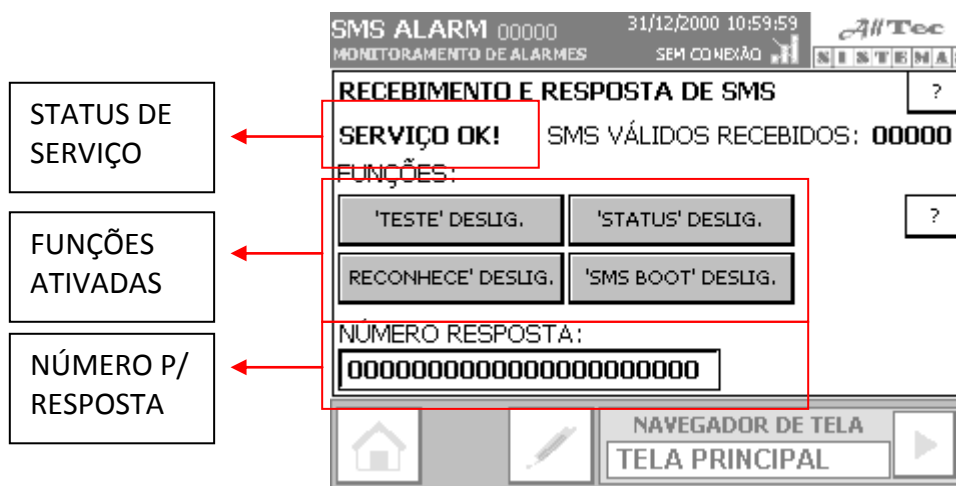 SMS ALARM 00000
MONITORAMENTO DE ALARMES
31/12/2000 10:59:59
SEM CONEXÃO
AllTec
SISTEMAS
RECEBIMENTO E RESPOSTA DE SMS
?
STATUS DE
SERVIÇO
SERVIÇO OK!
SMS VÁLIDOS RECEBIDOS: 00000
FUNÇÕES:
FUNÇÕES
ATIVADAS
'TESTE' DESLIG.
'STATUS' DESLIG.
?
RECONHECE' DESLIG.
'SMS BOOT' DESLIG.
NÚMERO P/
RESPOSTA
NÚMERO RESPOSTA:
00000000000000000000000
NAVEGADOR DE TELA
TELA PRINCIPAL